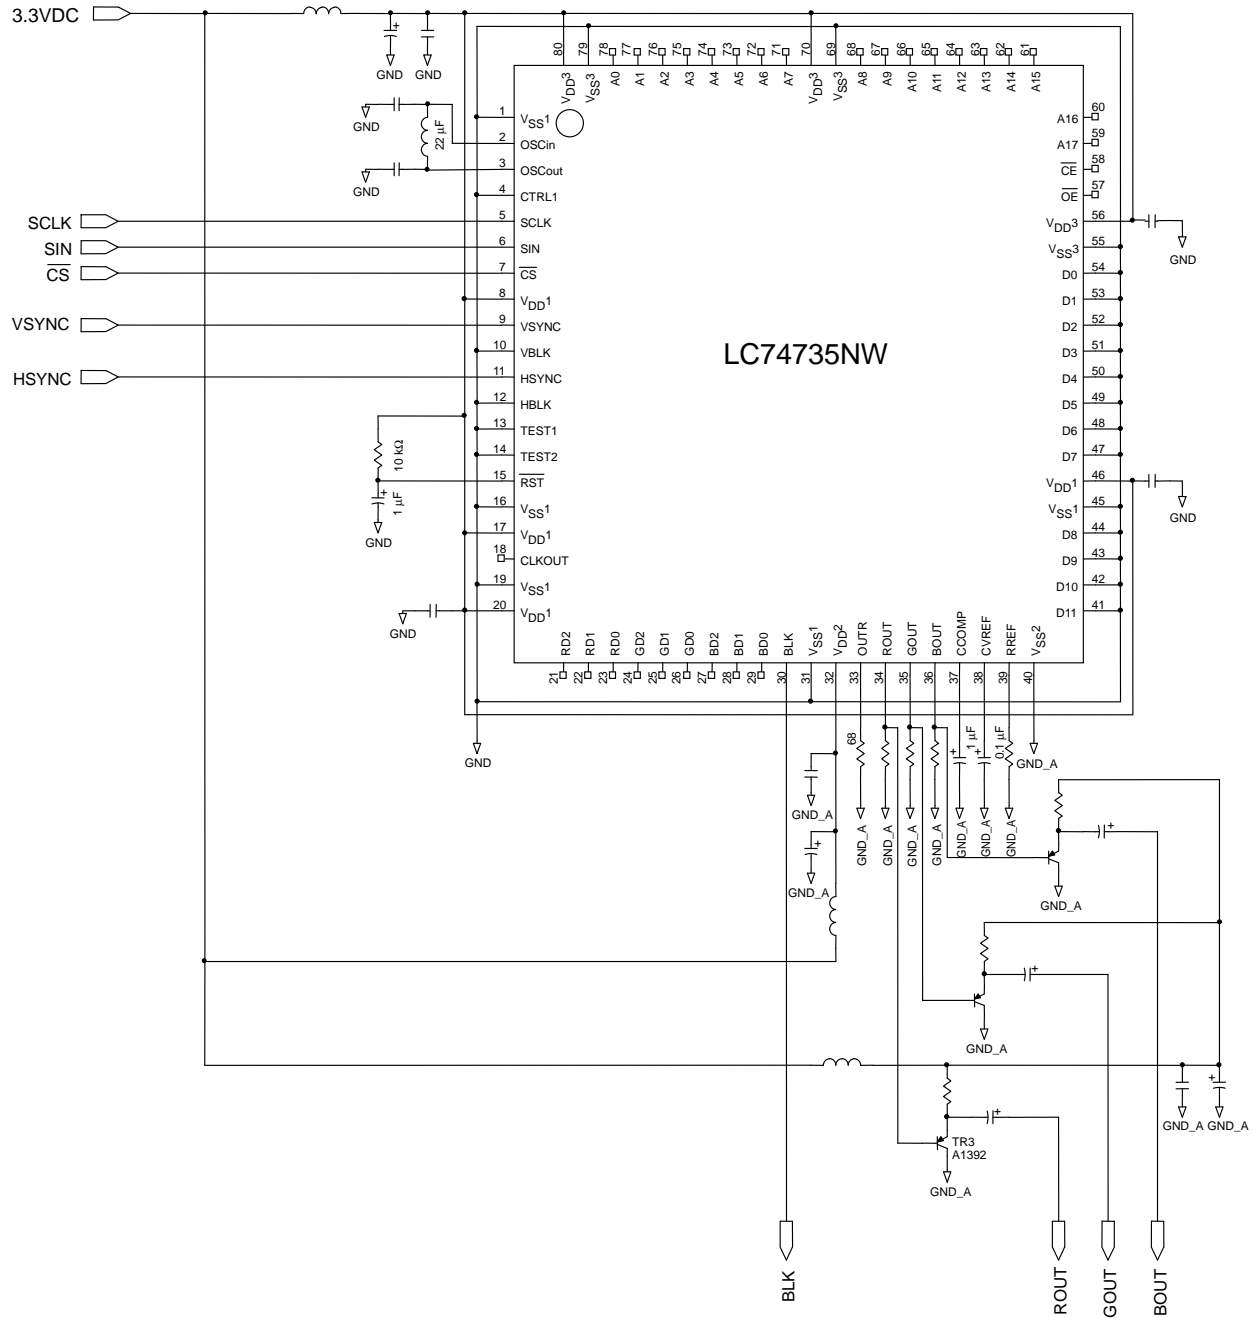 3.3VDC
GND
GND
80
79
78
77
76
75
74
73
72
71
70
69
68
67
66
65
64
63
62
61
VDD3
VSS3
A0
A1
A2
A3
A4
A5
A6
A7
VDD3
VSS3
A8
A9
A10
A11
A12
A13
A14
A15
GND
22 µF
GND
1 VSS1
2 OSCin
3 OSCout
4 CTRL1
SCLK 5 SCLK
SIN 6 SIN
C̅S̅ 7 C̅S̅
8 VDD1
VSYNC 9 VSYNC
10 VBLK
HSYNC 11 HSYNC
12 HBLK
13 TEST1
14 TEST2
15 R̅S̅T̅
16 VSS1
17 VDD1
18 CLKOUT
19 VSS1
20 VDD1
10 kΩ
1 µF
GND
GND
LC74735NW
A16 60
A17 59
C̅E̅ 58
O̅E̅ 57
VDD3 56
VSS3 55
D0 54
D1 53
D2 52
D3 51
D4 50
D5 49
D6 48
D7 47
VDD1 46
VSS1 45
D8 44
D9 43
D10 42
D11 41
GND
GND
RD2
RD1
RD0
GD2
GD1
GD0
BD2
BD1
BD0
BLK
VSS1
VDD2
OUTR
ROUT
GOUT
BOUT
CCOMP
CVREF
RREF
VSS2
21
22
23
24
25
26
27
28
29
30
31
32
33
34
35
36
37
38
39
40
GND
68
1 µF
0.1 µF
GND_A
GND_A
GND_A
GND_A
GND_A
GND_A
GND_A
GND_A
GND_A
GND_A
GND_A
GND_A
TR3
A1392
GND_A
GND_A
GND_A
BLK
ROUT
GOUT
BOUT